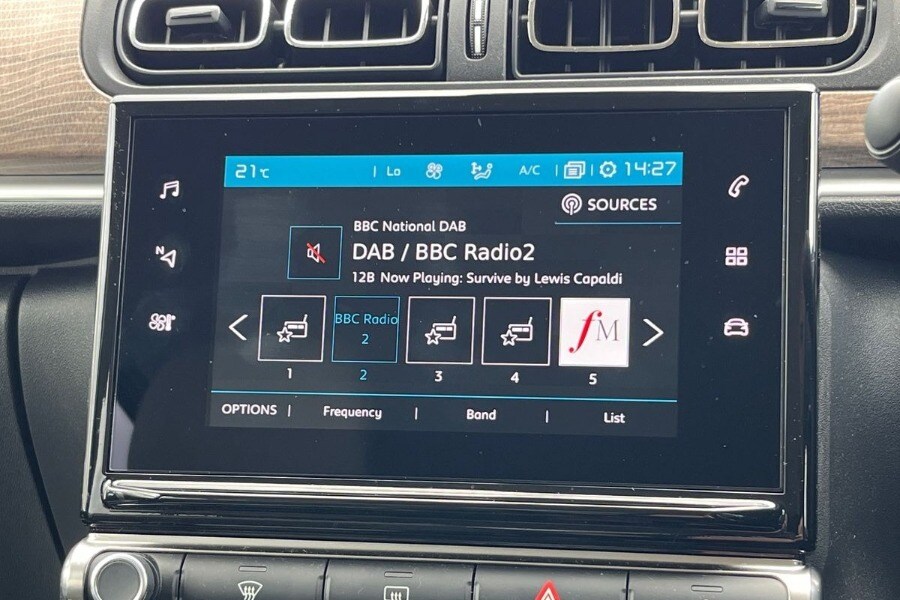 21°C | Lo A/C | | 14:27
SOURCES
BBC National DAB
DAB / BBC Radio2
12B Now Playing: Survive by Lewis Capaldi
N
BBC Radio
2
fM
1 2 3 4 5
OPTIONS | Frequency | Band | List